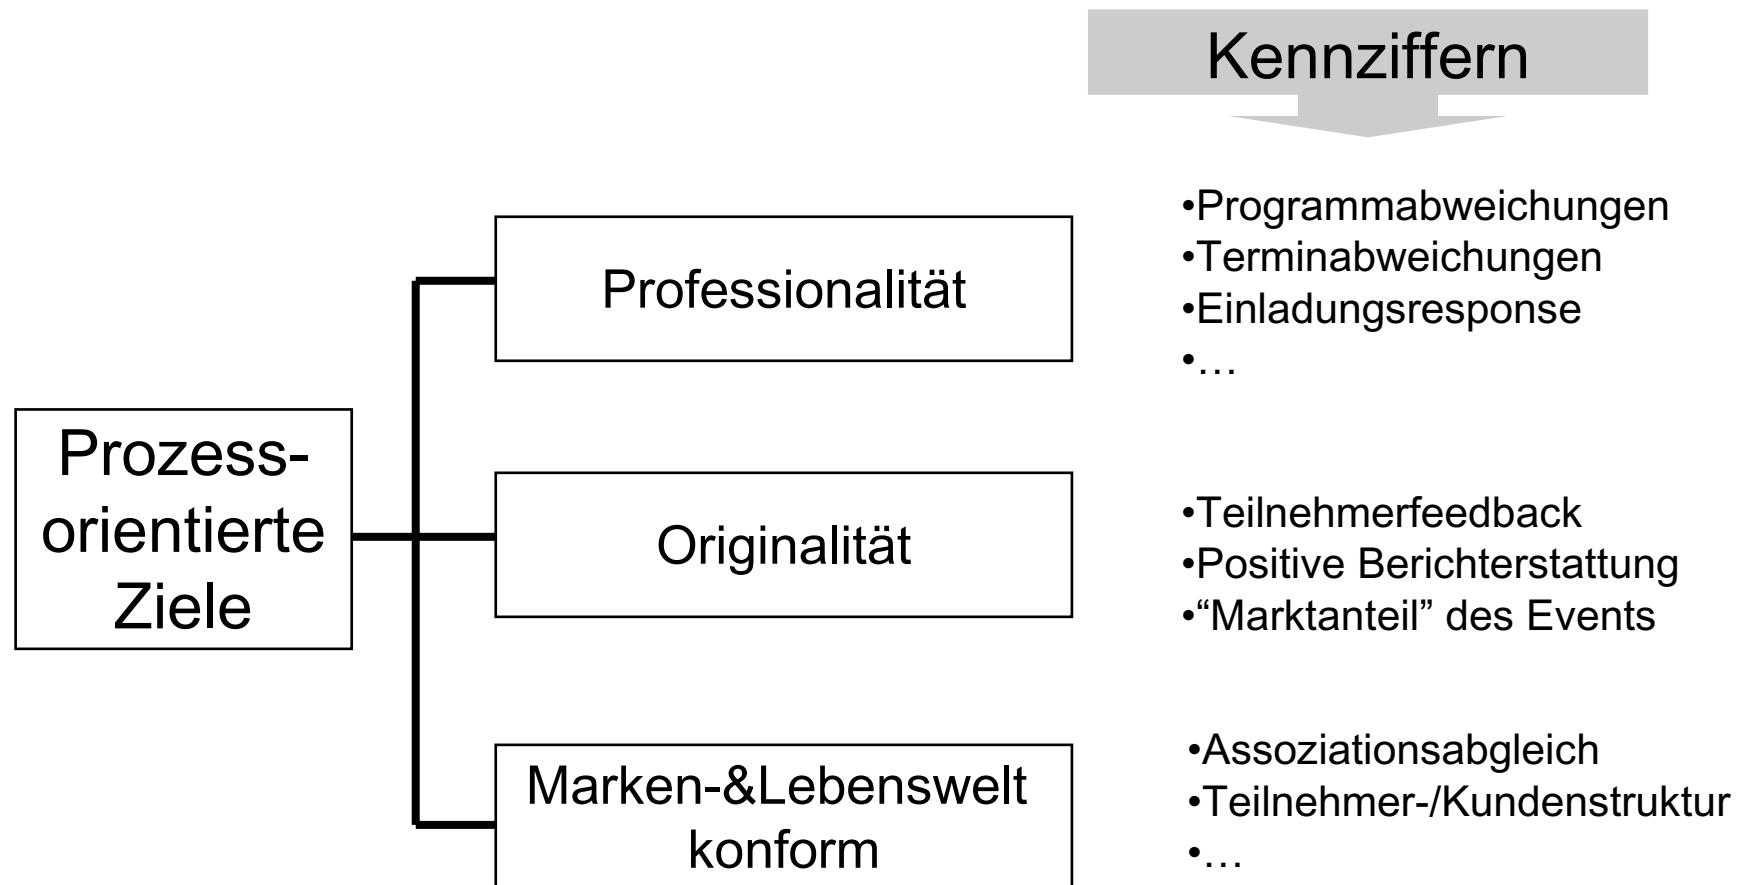 Kennziffern
Prozess-
orientierte
Ziele
Professionalität
•Programmabweichungen
•Terminabweichungen
•Einladungsresponse
•…
Originalität
•Teilnehmerfeedback
•Positive Berichterstattung
•“Marktanteil” des Events
Marken-&Lebenswelt
konform
•Assoziationsabgleich
•Teilnehmer-/Kundenstruktur
•…